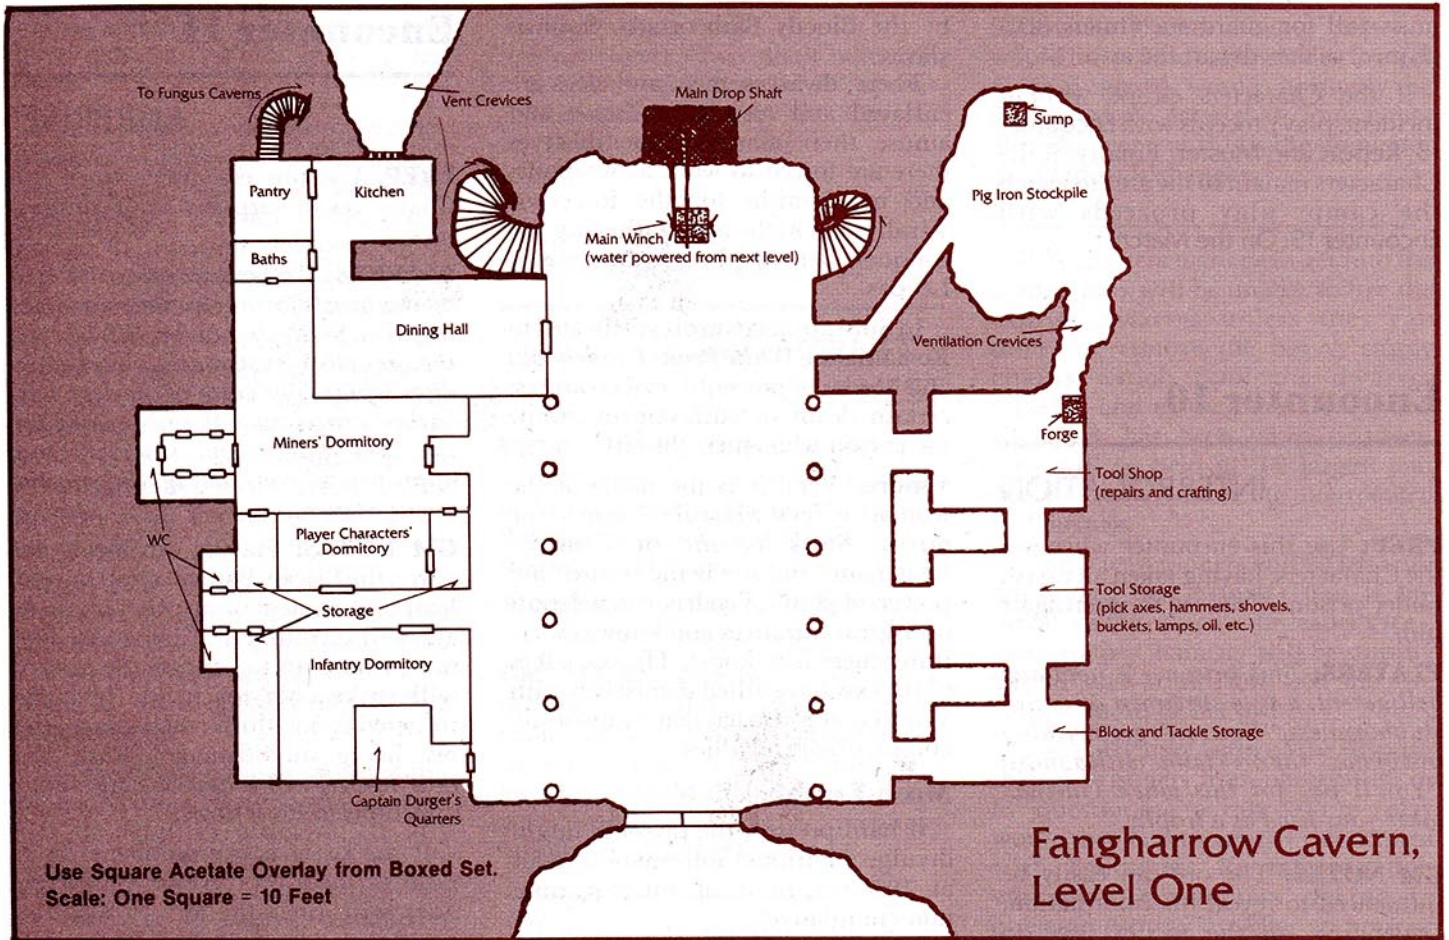 To Fungus Caverns
Vent Crevices
Main Drop Shaft
Sump
Pantry
Kitchen
Pig Iron Stockpile
Main Winch
(water powered from next level)
Baths
Dining Hall
Ventilation Crevices
Forge
Miners' Dormitory
Tool Shop
(repairs and crafting)
WC
Player Characters'
Dormitory
Storage
Tool Storage
(pick axes, hammers, shovels,
buckets, lamps, oil, etc.)
Infantry Dormitory
Block and Tackle Storage
Captain Durger's
Quarters
Fangharrow Cavern,
Level One
Use Square Acetate Overlay from Boxed Set.
Scale: One Square = 10 Feet